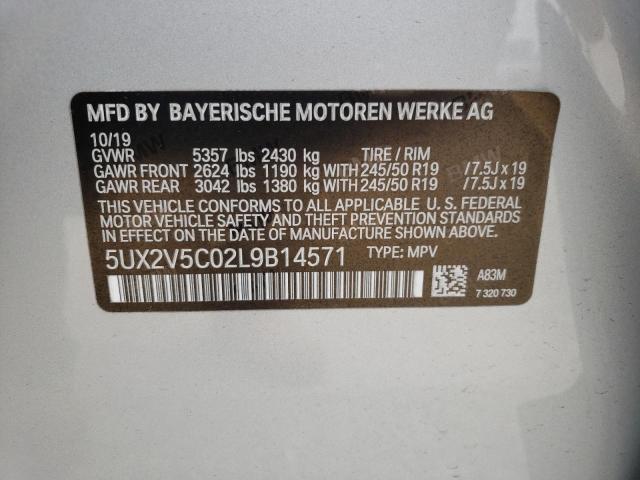 MFD BY BAYERISCHE MOTOREN WERKE AG
10/19
GVWR 5357 lbs 2430 kg TIRE / RIM
GAWR FRONT 2624 lbs 1190 kg WITH 245/50 R19 / 7.5J x 19
GAWR REAR 3042 lbs 1380 kg WITH 245/50 R19 / 7.5J x 19
THIS VEHICLE CONFORMS TO ALL APPLICABLE U. S. FEDERAL
MOTOR VEHICLE SAFETY AND THEFT PREVENTION STANDARDS
IN EFFECT ON THE DATE OF MANUFACTURE SHOWN ABOVE.
5UX2V5C02L9B14571 TYPE: MPV
A83M
7 320 730